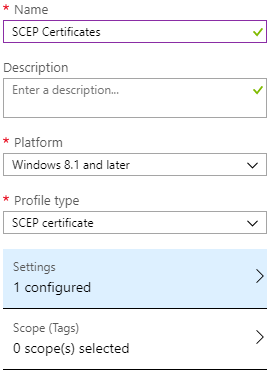 * Name
SCEP Certificates
Description
Enter a description...
* Platform
Windows 8.1 and later
* Profile type
SCEP certificate
Settings
1 configured
Scope (Tags)
0 scope(s) selected